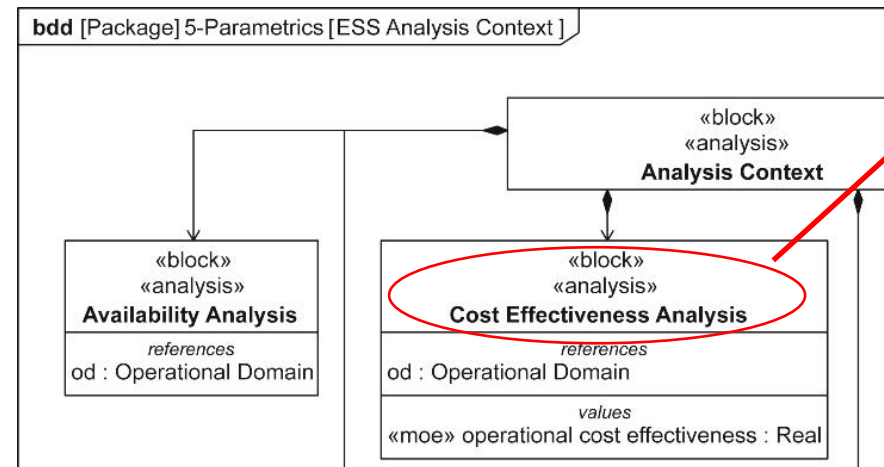 bdd [Package] 5-Parametrics [ESS Analysis Context ]
«block»
«analysis»
Analysis Context
«block»
«analysis»
Availability Analysis
references
od : Operational Domain
«block»
«analysis»
Cost Effectiveness Analysis
references
od : Operational Domain
values
«moe» operational cost effectiveness : Real